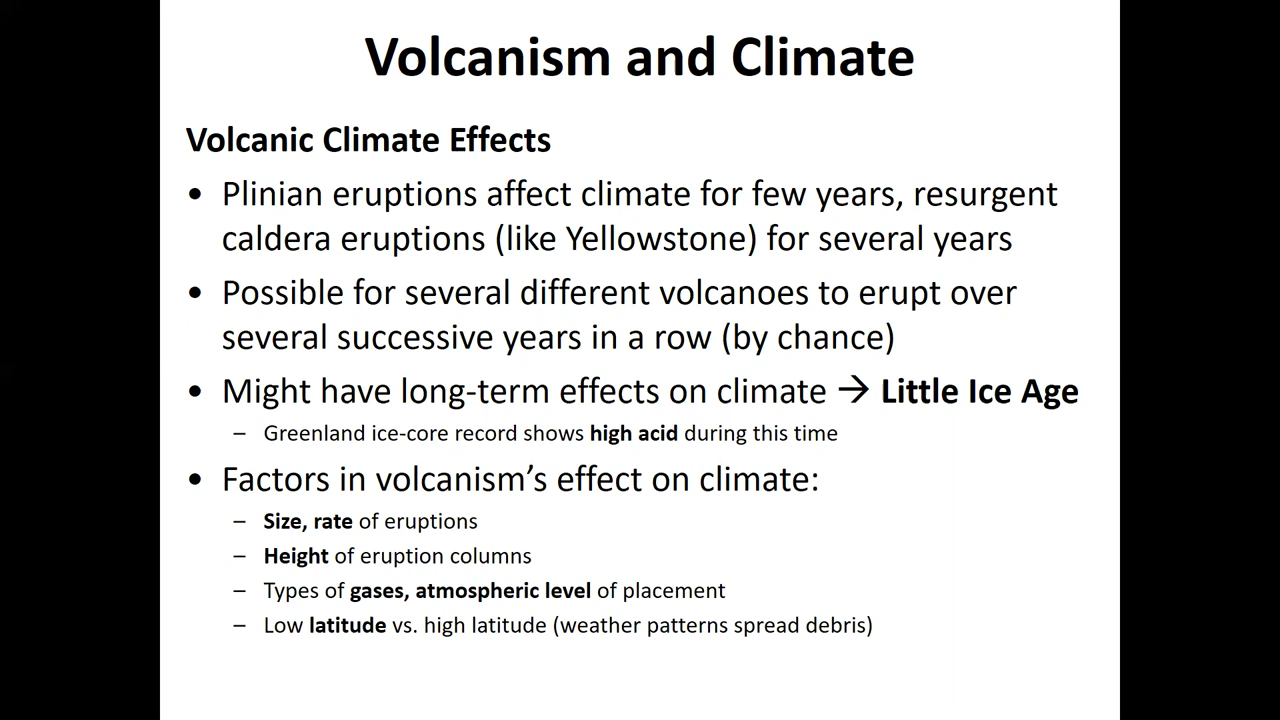 Volcanism and Climate
Volcanic Climate Effects
• Plinian eruptions affect climate for few years, resurgent
caldera eruptions (like Yellowstone) for several years
• Possible for several different volcanoes to erupt over
several successive years in a row (by chance)
• Might have long-term effects on climate → Little Ice Age
– Greenland ice-core record shows high acid during this time
• Factors in volcanism’s effect on climate:
– Size, rate of eruptions
– Height of eruption columns
– Types of gases, atmospheric level of placement
– Low latitude vs. high latitude (weather patterns spread debris)